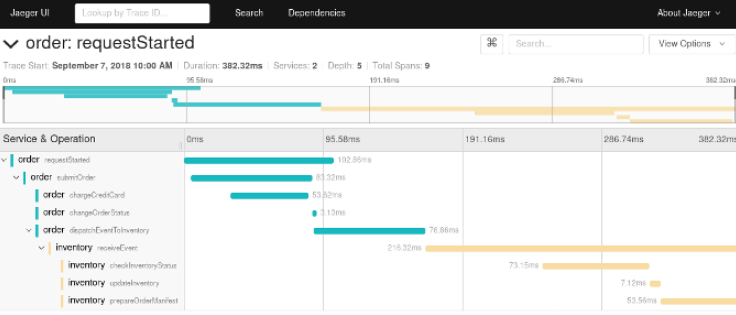 Jaeger UI Lookup by Trace ID... Search Dependencies About Jaeger
order: requestStarted ⌘ Search... View Options
Trace Start: September 7, 2018 10:00 AM | Duration: 382.32ms | Services: 2 | Depth: 5 | Total Spans: 9
0ms 95.58ms 191.16ms 286.74ms 382.32ms
Service & Operation 0ms 95.58ms 191.16ms 286.74ms 382.32ms
order requestStarted 102.86ms
order submitOrder 83.32ms
order chargeCreditCard 53.62ms
order changeOrderStatus 3.13ms
order dispatchEventToInventory 76.86ms
inventory receiveEvent 216.32ms
inventory checkInventoryStatus 73.15ms
inventory updateInventory 7.12ms
inventory prepareOrderManifest 53.56ms